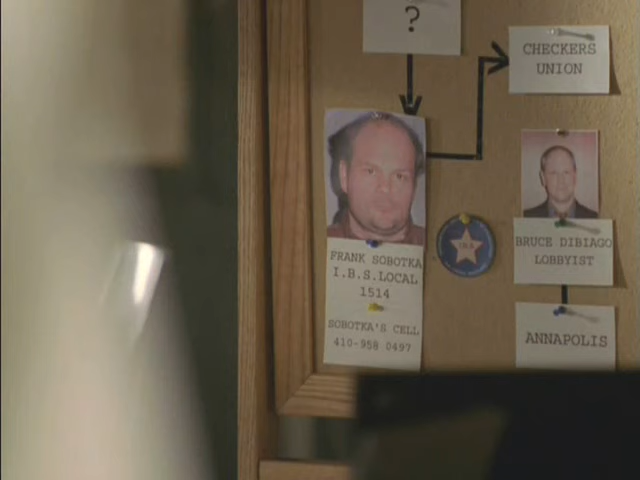 ?
CHECKERS
UNION
FRANK SOBOTKA
I.B.S.LOCAL
1514
SOBOTKA'S CELL
410-958 0497
BRUCE DIBIAGO
LOBBYIST
ANNAPOLIS